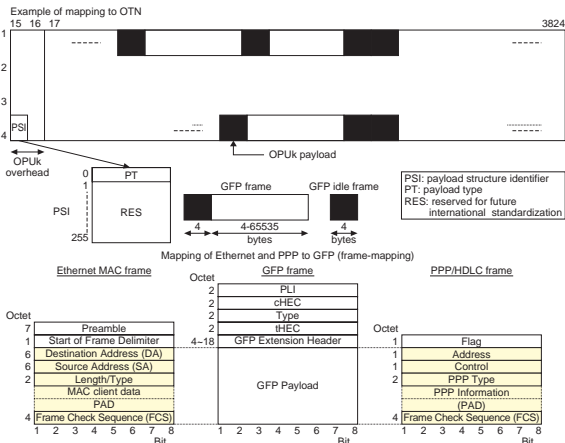 Example of mapping to OTN
15 16 17 3824
1
2
3
4
PSI
OPUk
overhead
OPUk payload
0 PT
1
PSI RES
255
GFP frame GFP idle frame
4 4-65535 4
bytes bytes
PSI: payload structure identifier
PT: payload type
RES: reserved for future
international standardization
Mapping of Ethernet and PPP to GFP (frame-mapping)
Ethernet MAC frame
Octet
7 Preamble
1 Start of Frame Delimiter
6 Destination Address (DA)
6 Source Address (SA)
2 Length/Type
MAC client data
PAD
4 Frame Check Sequence (FCS)
1 2 3 4 5 6 7 8
Bit
GFP frame
Octet
2 PLI
2 cHEC
2 Type
2 tHEC
4~18 GFP Extension Header
GFP Payload
1 2 3 4 5 6 7 8
Bit
PPP/HDLC frame
Octet
1 Flag
1 Address
1 Control
2 PPP Type
PPP Information
(PAD)
4 Frame Check Sequence (FCS)
1 2 3 4 5 6 7 8
Bit